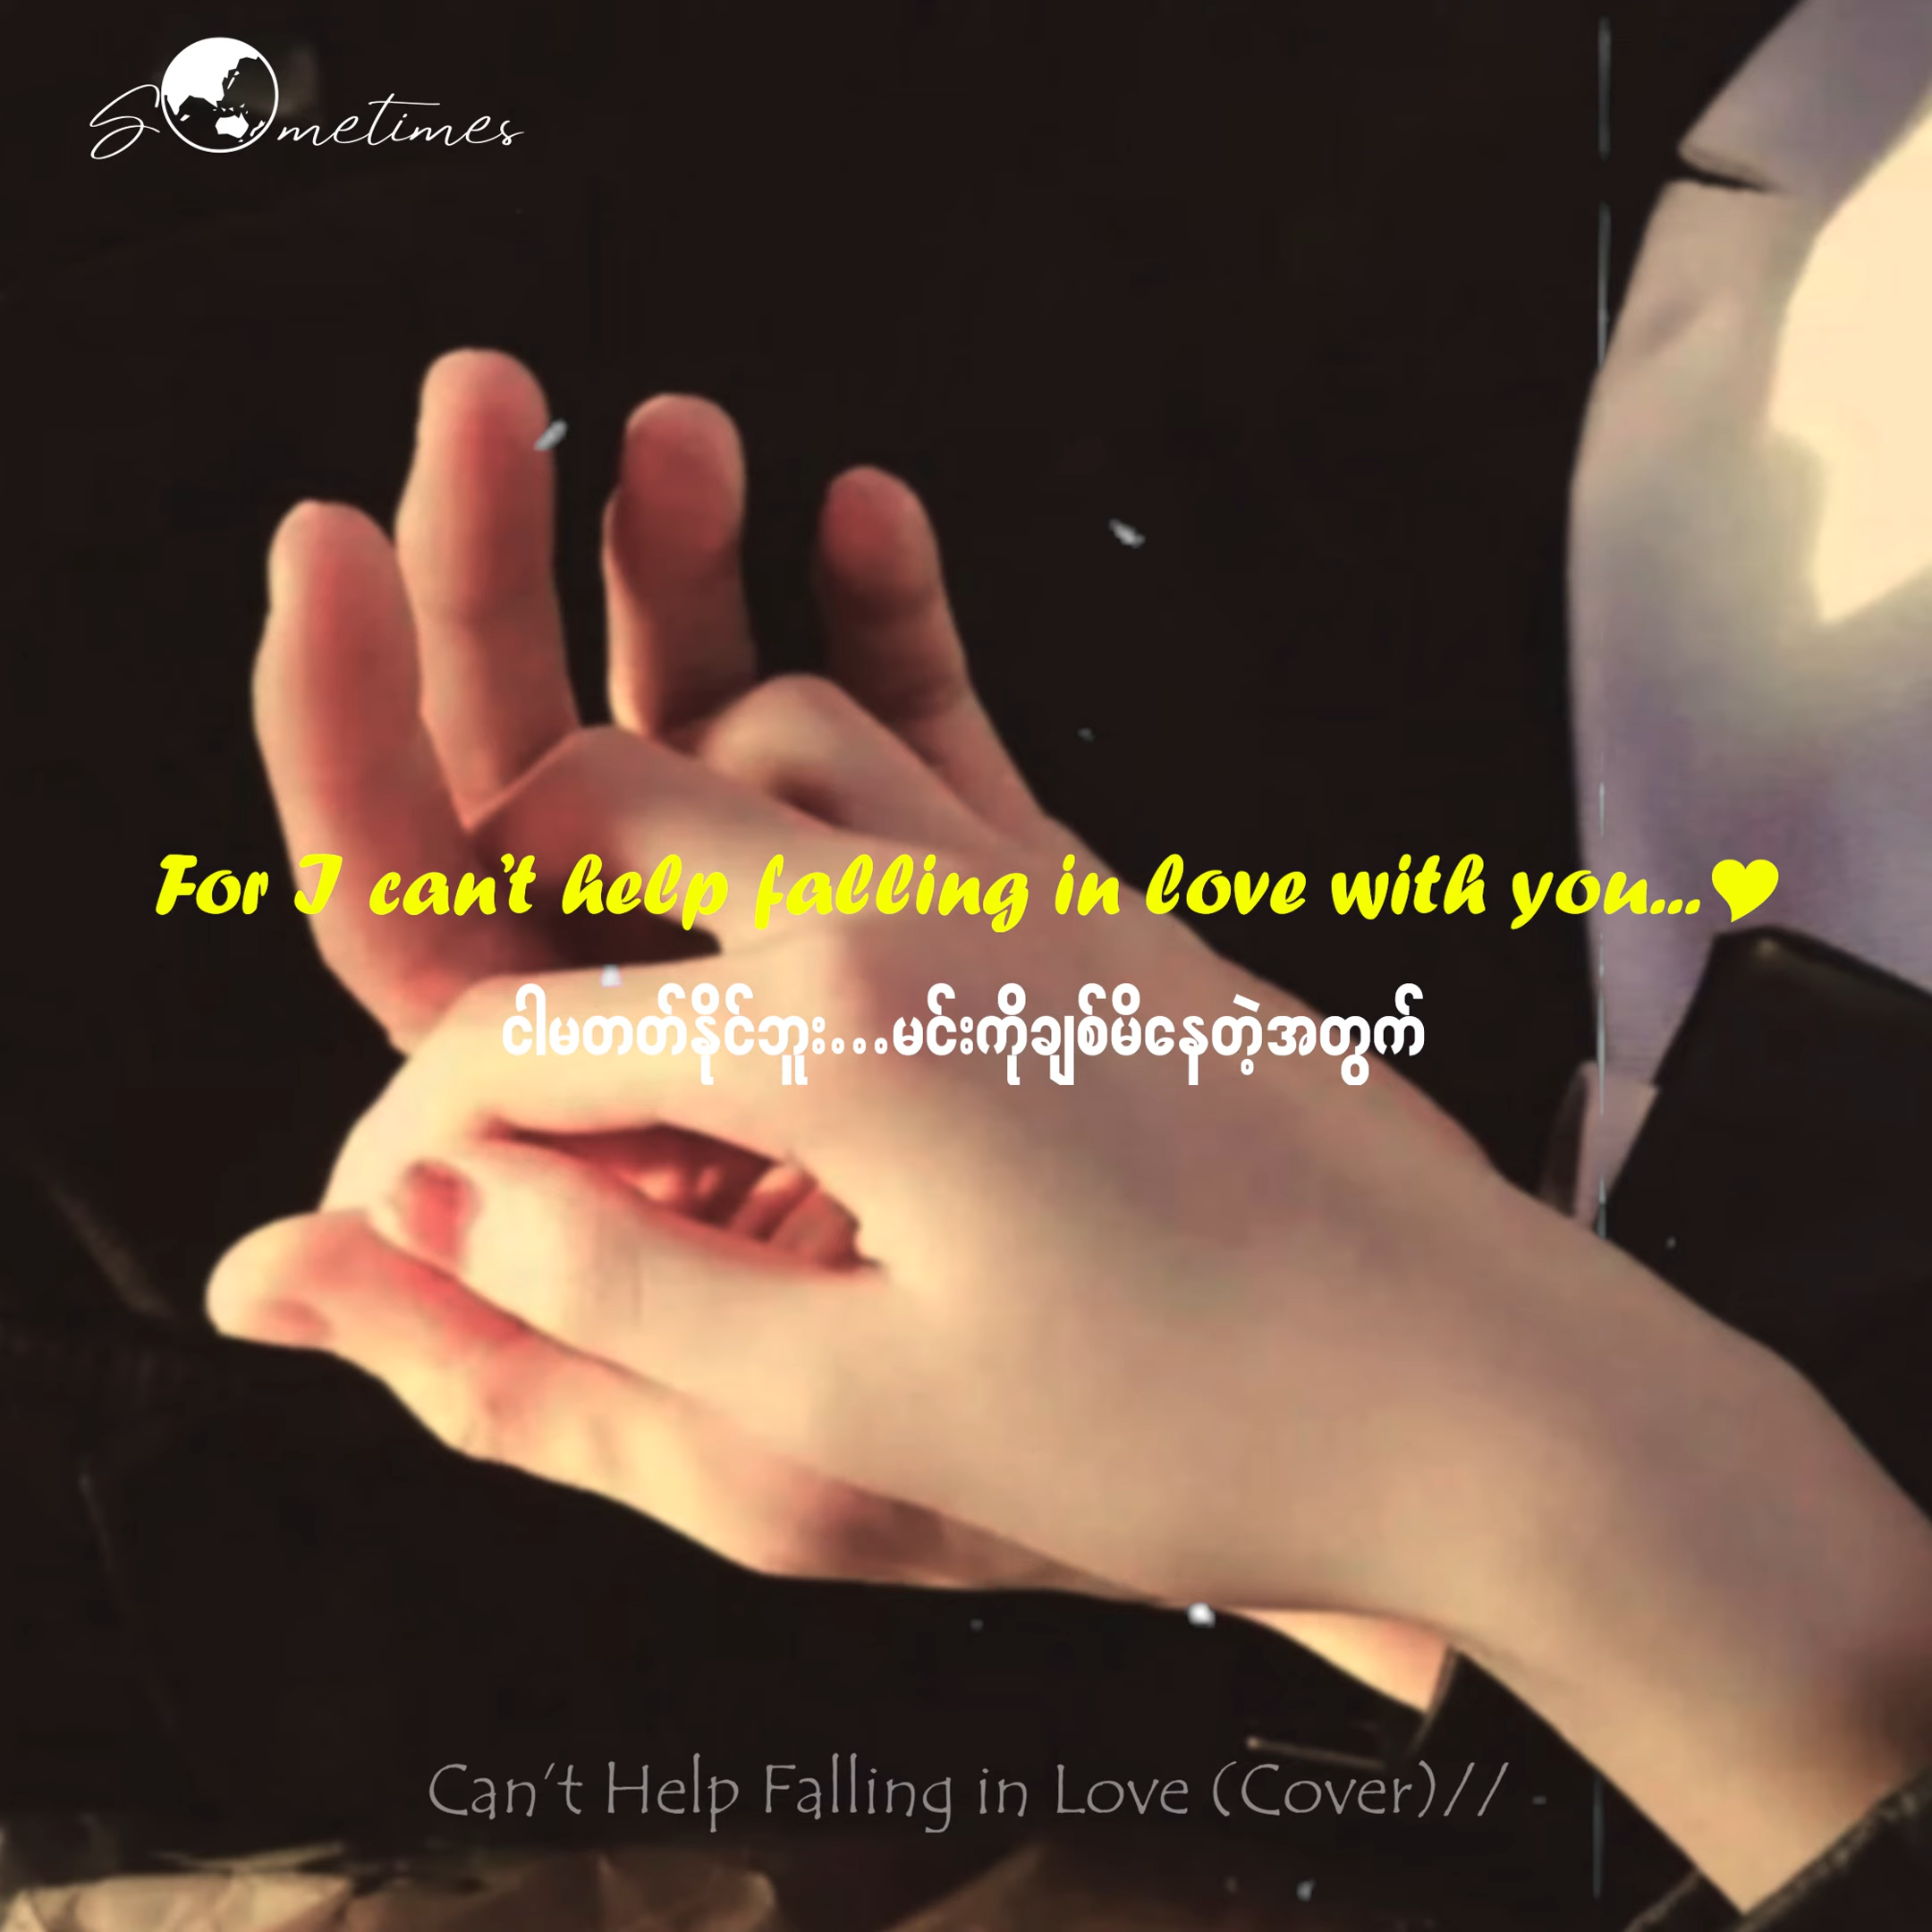 Sometimes
For I can't help falling in love with you...♥
ငါမတတ်နိုင်ဘူး...မင်းကိုချစ်မိနေတဲ့အတွက်
Can't Help Falling in Love (Cover)//